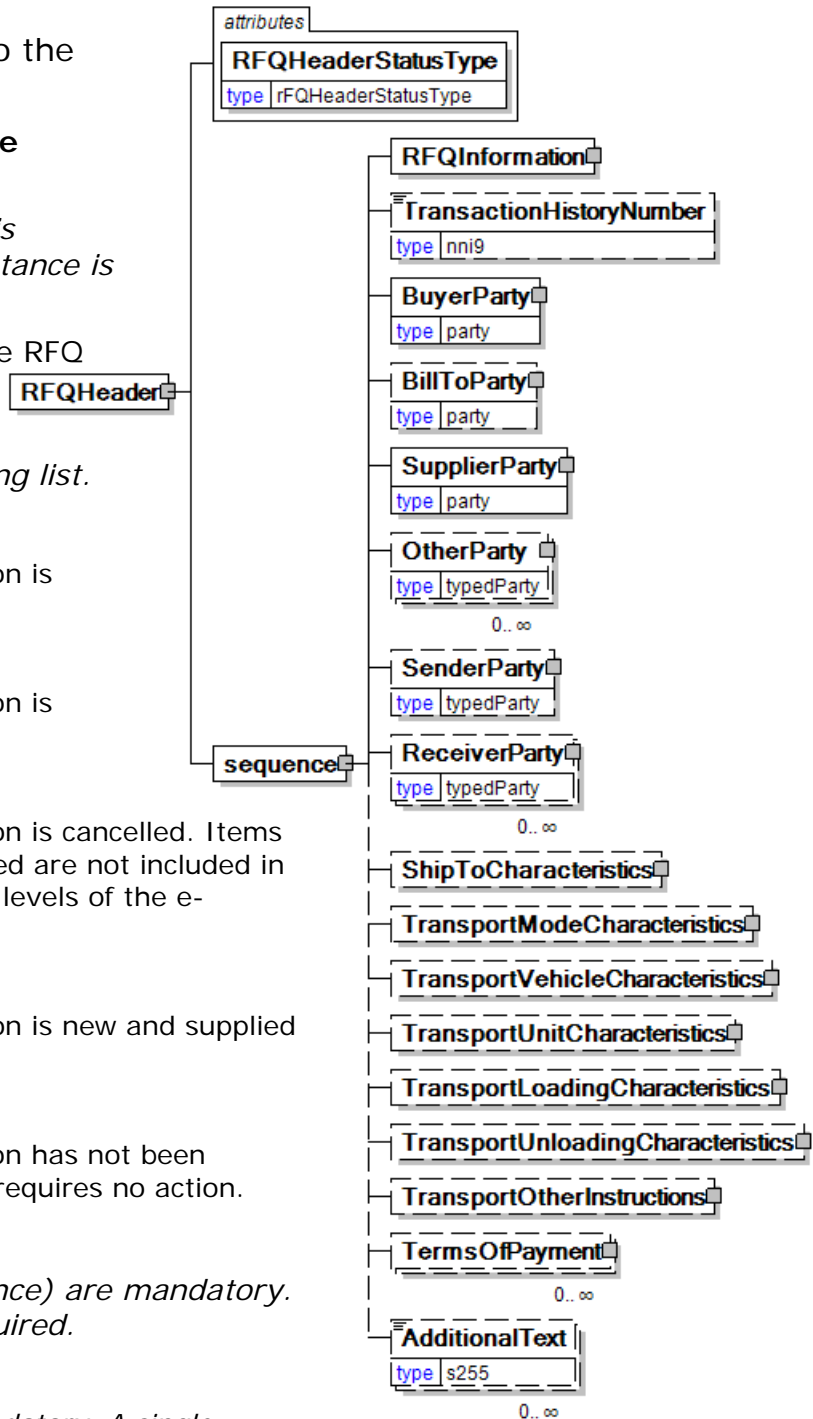 o the
e
's
tance is
e RFQ
ng list.
on is
on is
on is cancelled. Items
ed are not included in
levels of the e-
on is new and supplied
on has not been
requires no action.
nce) are mandatory.
uired.
datory. A single
RFQHeader
attributes
RFQHeaderStatusType
type rFQHeaderStatusType
sequence
RFQInformation
TransactionHistoryNumber
type nni9
BuyerParty
type party
BillToParty
type party
SupplierParty
type party
OtherParty
type typedParty
0.. ∞
SenderParty
type typedParty
ReceiverParty
type typedParty
0.. ∞
ShipToCharacteristics
TransportModeCharacteristics
TransportVehicleCharacteristics
TransportUnitCharacteristics
TransportLoadingCharacteristics
TransportUnloadingCharacteristics
TransportOtherInstructions
TermsOfPayment
0.. ∞
AdditionalText
type s255
0.. ∞